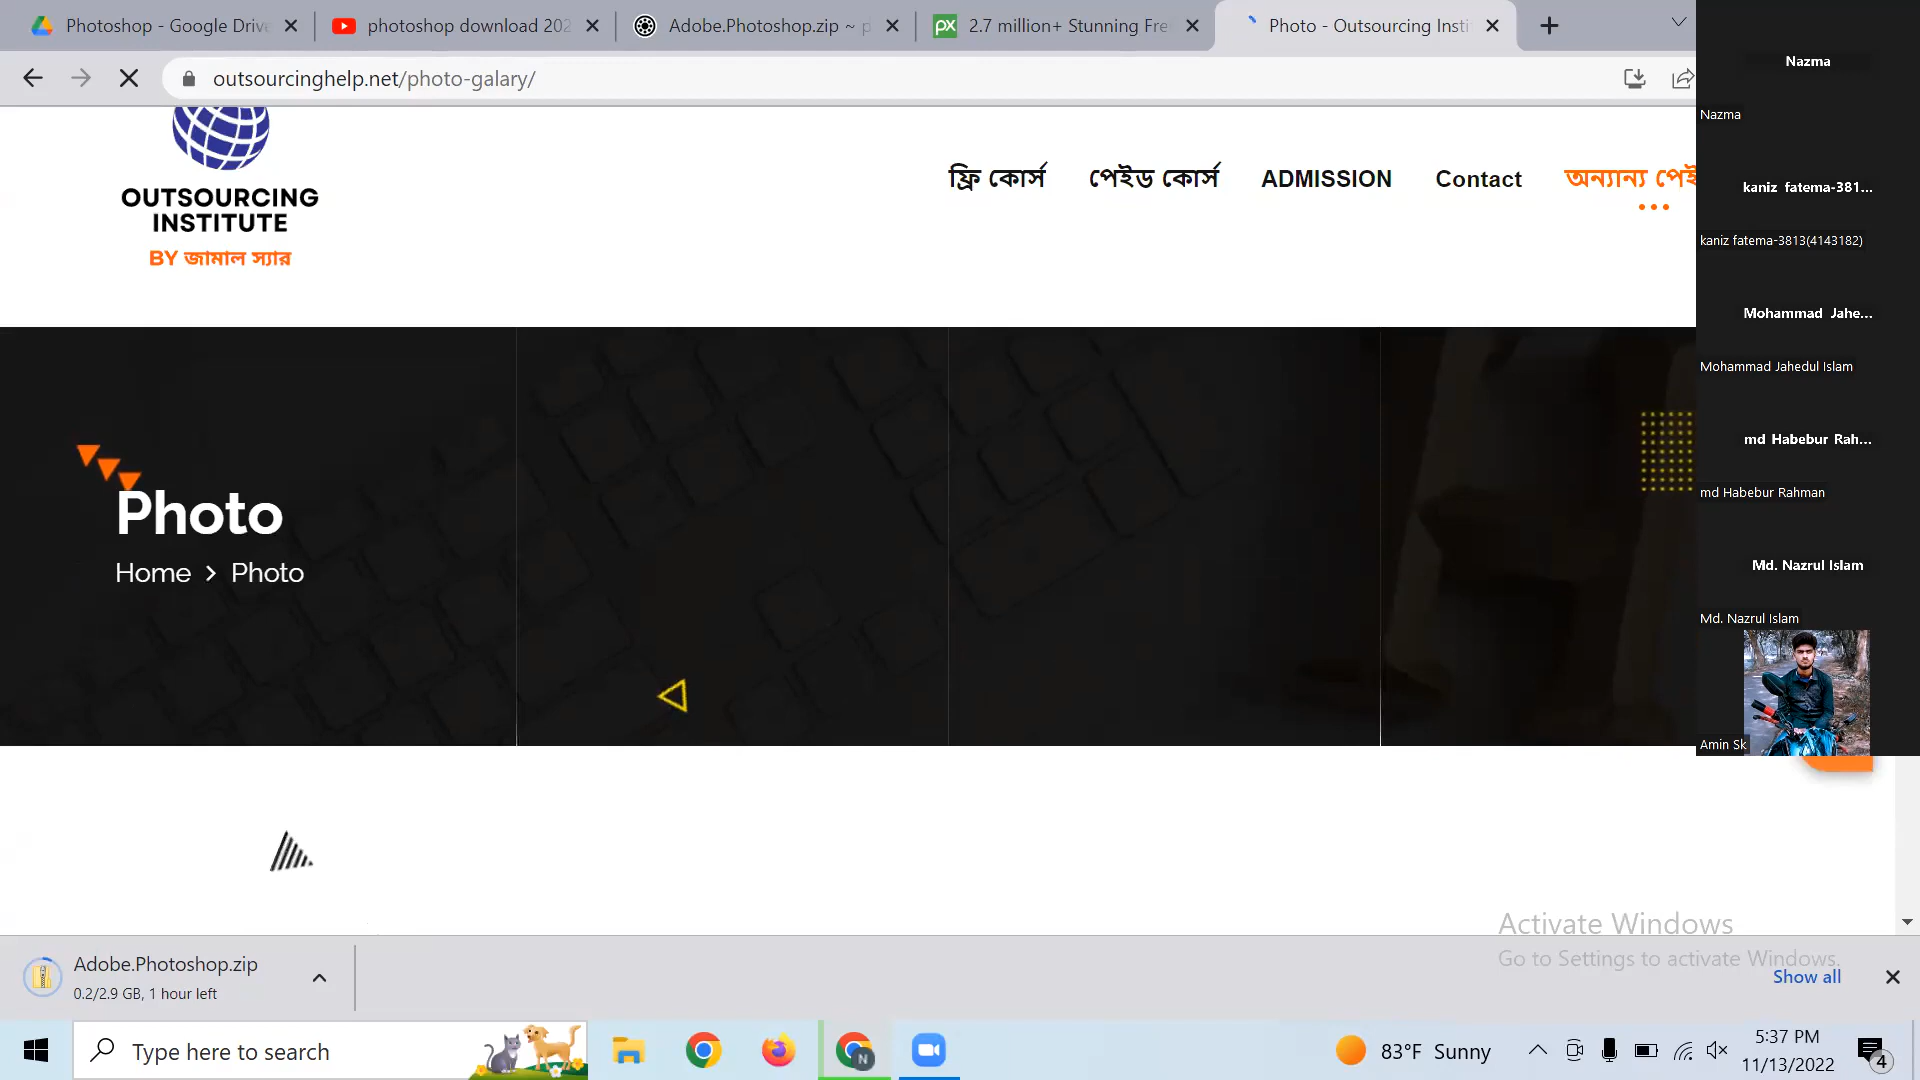 Photoshop - Google Drive
photoshop download 202
Adobe.Photoshop.zip ~ p
px
2.7 million+ Stunning Fre
Photo - Outsourcing Insti
outsourcinghelp.net/photo-galary/
OUTSOURCING
INSTITUTE
BY জামাল স্যার
ফ্রি কোর্স
পেইড কোর্স
ADMISSION
Contact
অন্যান্য পেই
Photo
Home > Photo
Nazma
Nazma
kaniz fatema-381...
kaniz fatema-3813(4143182)
Mohammad Jahe...
Mohammad Jahedul Islam
md Habebur Rah...
md Habebur Rahman
Md. Nazrul Islam
Md. Nazrul Islam
Amin Sk
Activate Windows
Go to Settings to activate Windows.
Adobe.Photoshop.zip
0.2/2.9 GB, 1 hour left
Show all
Type here to search
N
83°F Sunny
5:37 PM
11/13/2022
4